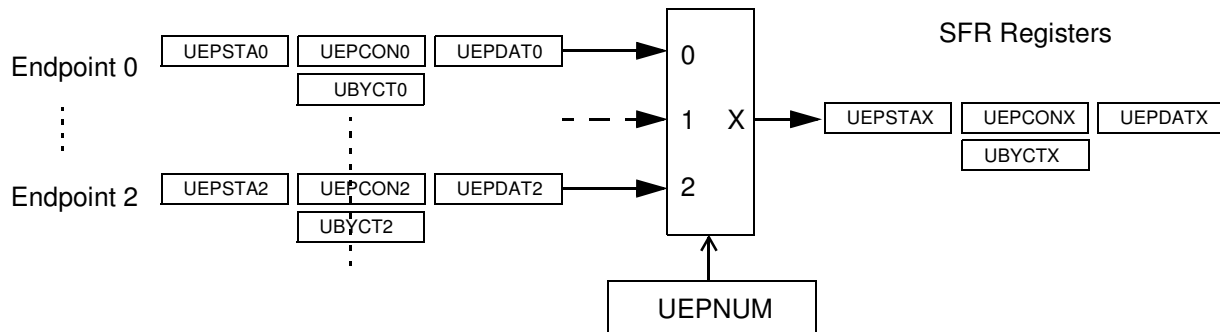 SFR Registers
Endpoint 0
UEPSTA0 UEPCON0 UEPDAT0
UBYCT0
0
1 X
2
UEPSTAX UEPCONX UEPDATX
UBYCTX
Endpoint 2
UEPSTA2 UEPCON2 UEPDAT2
UBYCT2
UEPNUM